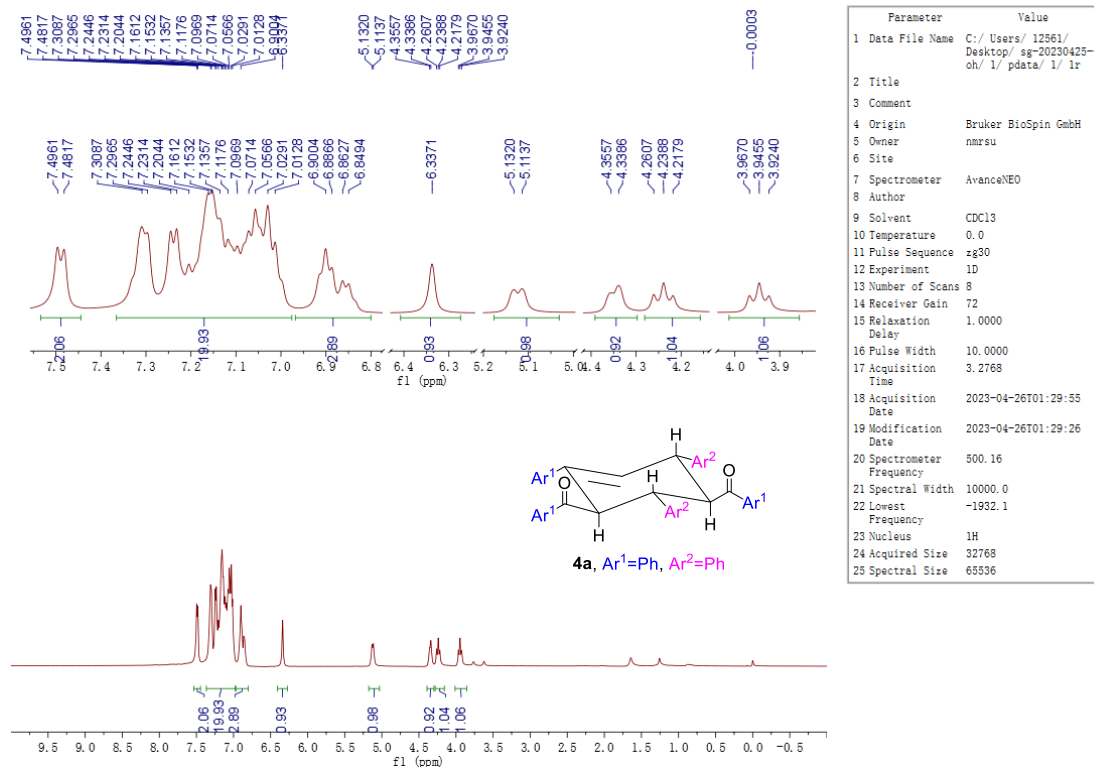 7.4961
7.4817
7.3087
7.2965
7.2446
7.2314
7.2044
7.1612
7.1532
7.1357
7.1176
7.0969
7.0714
7.0566
7.0291
7.0128
6.9004
6.3371
5.1320
5.1137
4.3557
4.3386
4.2607
4.2388
4.2179
3.9670
3.9455
3.9240
-0.0003
7.4961
7.4817
7.3087
7.2965
7.2446
7.2314
7.2044
7.1612
7.1532
7.1357
7.1176
7.0969
7.0714
7.0566
7.0291
7.0128
6.9004
6.8866
6.8627
6.8494
6.3371
5.1320
5.1137
4.3557
4.3386
4.2607
4.2388
4.2179
3.9670
3.9455
3.9240
2.06
19.93
2.89
0.93
0.98
0.92
1.04
1.06
7.5 7.4 7.3 7.2 7.1 7.0 6.9 6.8 6.4 6.3 5.2 5.1 5.0 4.4 4.3 4.2 4.0 3.9
f1 (ppm)
H
Ar2
O
Ar1
H
O
Ar1
Ar1
Ar2
H
H
4a, Ar1=Ph, Ar2=Ph
2.06
19.93
2.89
0.93
0.98
0.92
1.04
1.06
9.5 9.0 8.5 8.0 7.5 7.0 6.5 6.0 5.5 5.0 4.5 4.0 3.5 3.0 2.5 2.0 1.5 1.0 0.5 0.0 -0.5
f1 (ppm)
Parameter Value
1 Data File Name C:/ Users/ 12561/
Desktop/ sg-20230425-
oh/ 1/ pdata/ 1/ 1r
2 Title
3 Comment
4 Origin Bruker BioSpin GmbH
5 Owner nmrsu
6 Site
7 Spectrometer AvanceNEO
8 Author
9 Solvent CDCl3
10 Temperature 0.0
11 Pulse Sequence zg30
12 Experiment 1D
13 Number of Scans 8
14 Receiver Gain 72
15 Relaxation 1.0000
Delay
16 Pulse Width 10.0000
17 Acquisition 3.2768
Time
18 Acquisition 2023-04-26T01:29:55
Date
19 Modification 2023-04-26T01:29:26
Date
20 Spectrometer 500.16
Frequency
21 Spectral Width 10000.0
22 Lowest -1932.1
Frequency
23 Nucleus 1H
24 Acquired Size 32768
25 Spectral Size 65536